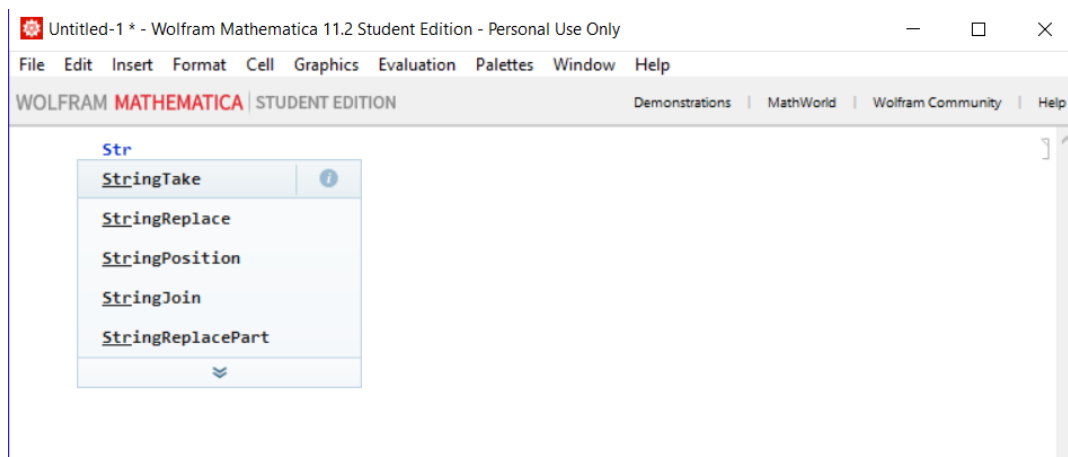 Untitled-1 * - Wolfram Mathematica 11.2 Student Edition - Personal Use Only
File Edit Insert Format Cell Graphics Evaluation Palettes Window Help
WOLFRAM MATHEMATICA | STUDENT EDITION Demonstrations | MathWorld | Wolfram Community | Help
Str
StringTake
StringReplace
StringPosition
StringJoin
StringReplacePart